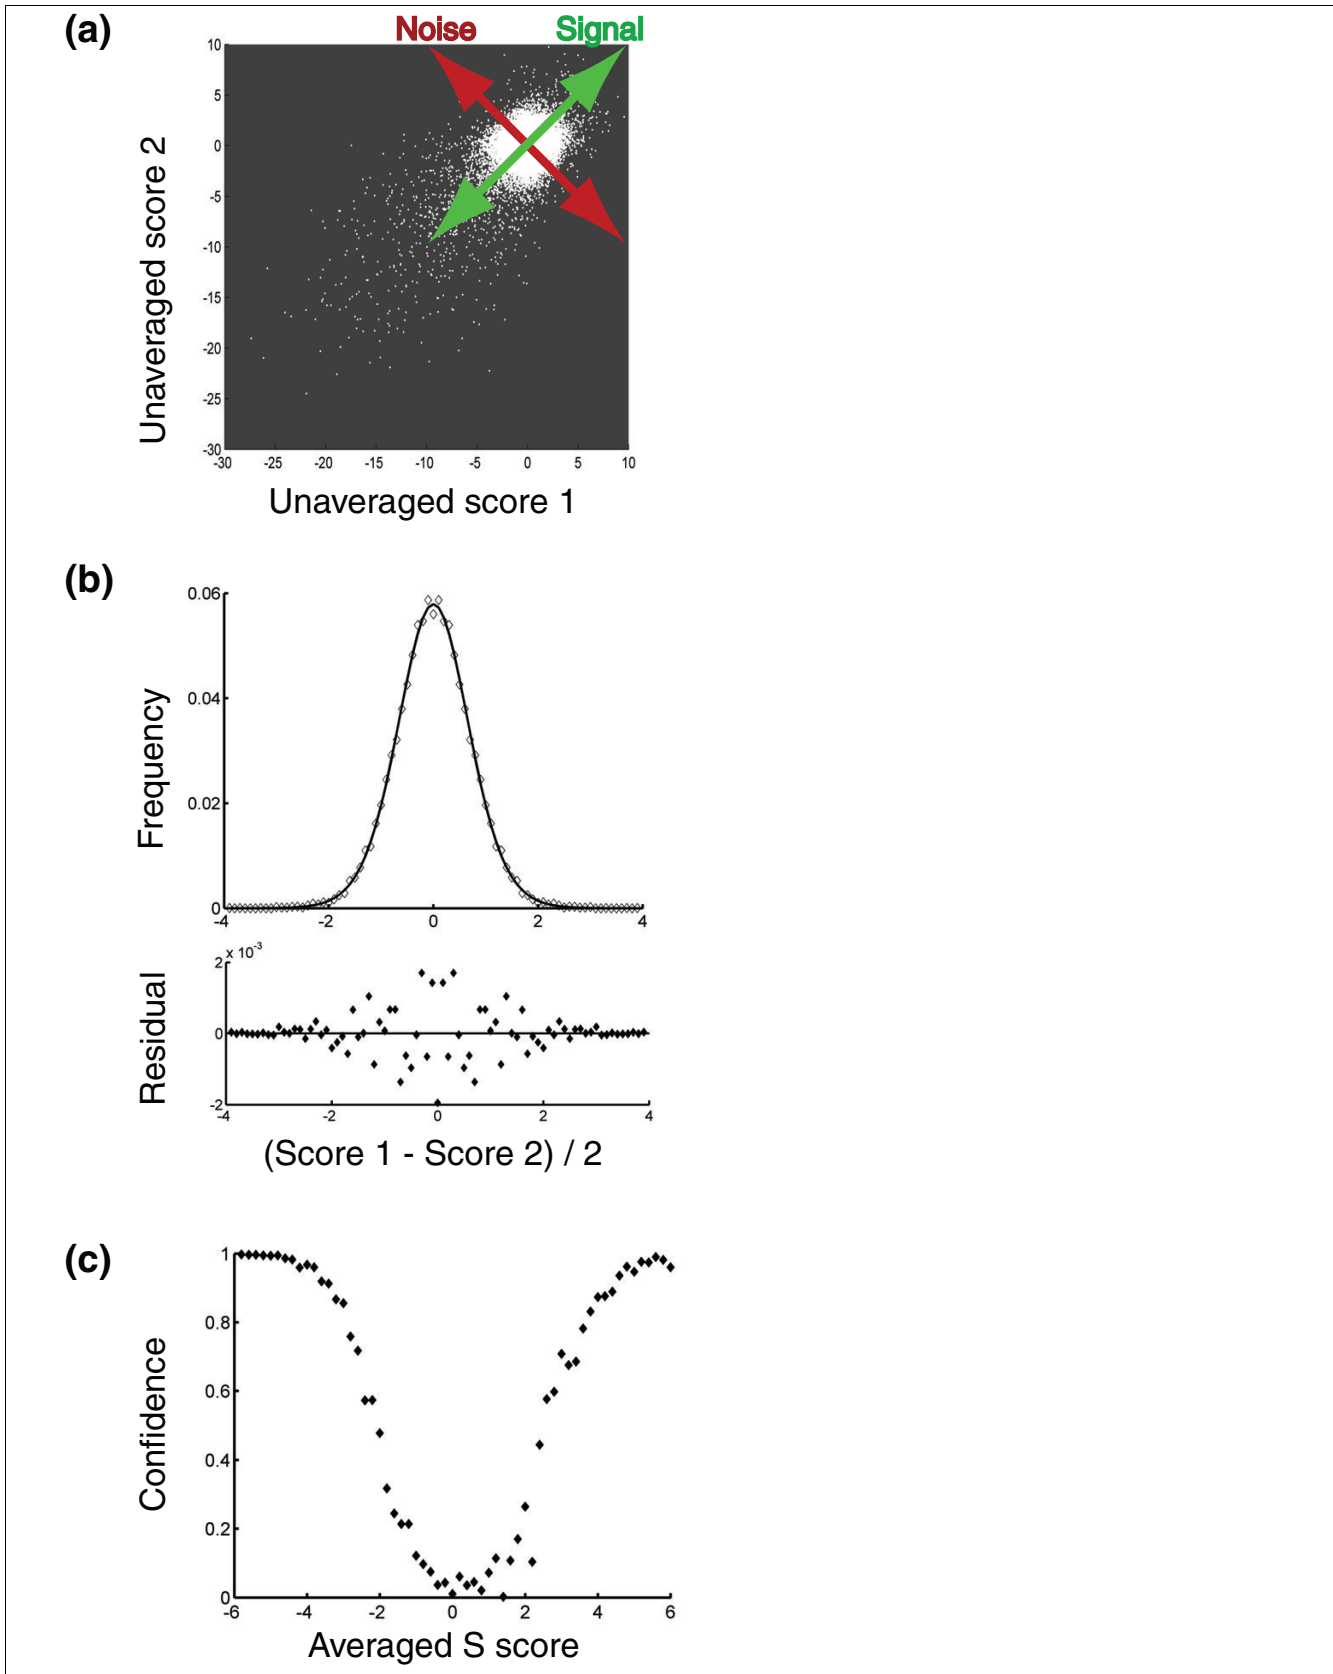 (a)
Noise Signal
10
5
0
-5
-10
-15
-20
-25
-30
Unaveraged score 2
-30 -25 -20 -15 -10 -5 0 5 10
Unaveraged score 1
(b)
0.06
0.04
0.02
0
Frequency
-4 -2 0 2 4
x 10-3
2
0
-2
Residual
-4 -2 0 2 4
(Score 1 - Score 2) / 2
(c)
1
0.8
0.6
0.4
0.2
0
Confidence
-6 -4 -2 0 2 4 6
Averaged S score